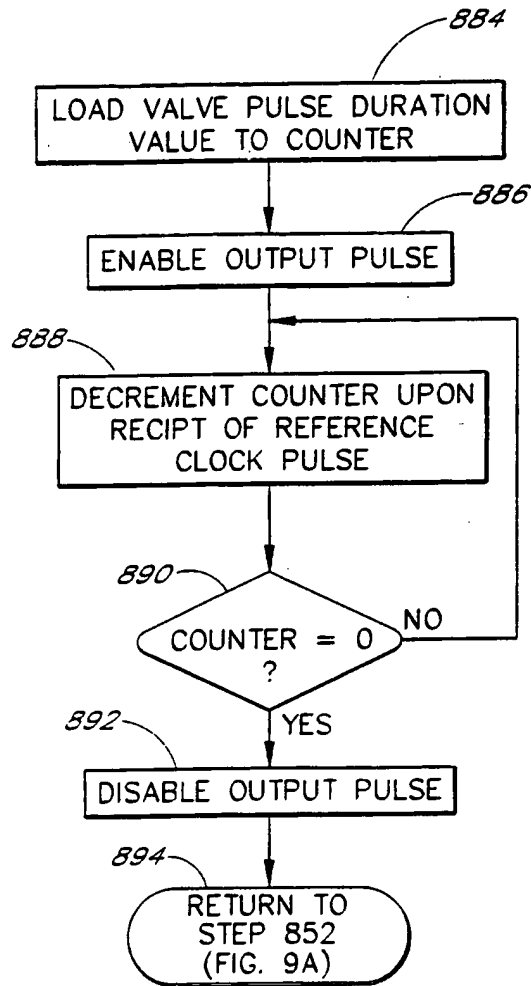 884
LOAD VALVE PULSE DURATION
VALUE TO COUNTER
886
ENABLE OUTPUT PULSE
888
DECREMENT COUNTER UPON
RECIPT OF REFERENCE
CLOCK PULSE
890
COUNTER = 0
?
NO
YES
892
DISABLE OUTPUT PULSE
894
RETURN TO
STEP 852
(FIG. 9A)